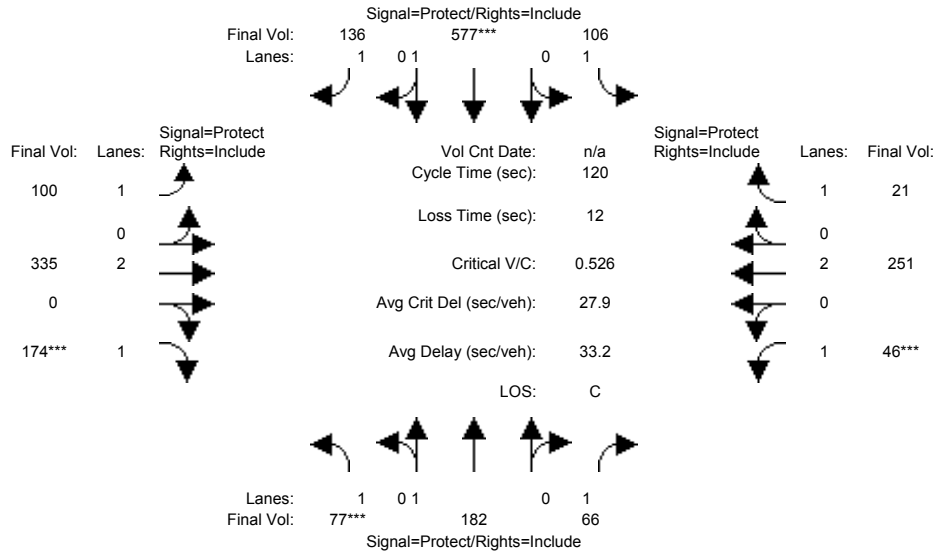 Signal=Protect/Rights=Include
Final Vol: 136 577*** 106
Lanes: 1 0 1 0 1
Signal=Protect Signal=Protect
Final Vol: Lanes: Rights=Include Vol Cnt Date: n/a Rights=Include Lanes: Final Vol:
Cycle Time (sec): 120
100 1 1 21
Loss Time (sec): 12
0 0
335 2 Critical V/C: 0.526 2 251
0 Avg Crit Del (sec/veh): 27.9 0
174*** 1 Avg Delay (sec/veh): 33.2 1 46***
LOS: C
Lanes: 1 0 1 0 1
Final Vol: 77*** 182 66
Signal=Protect/Rights=Include